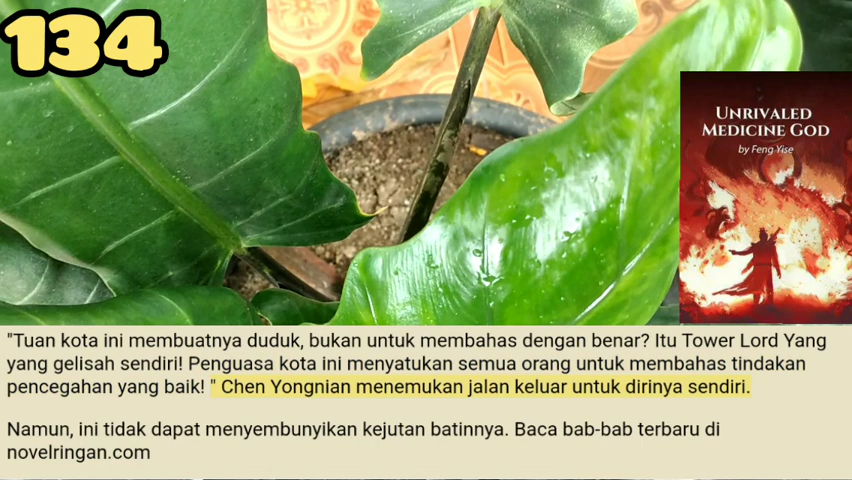 134
UNRIVALED
MEDICINE GOD
by Feng Yise
"Tuan kota ini membuatnya duduk, bukan untuk membahas dengan benar? Itu Tower Lord Yang
yang gelisah sendiri! Penguasa kota ini menyatukan semua orang untuk membahas tindakan
pencegahan yang baik! " Chen Yongnian menemukan jalan keluar untuk dirinya sendiri.
Namun, ini tidak dapat menyembunyikan kejutan batinnya. Baca bab-bab terbaru di
novelringan.com